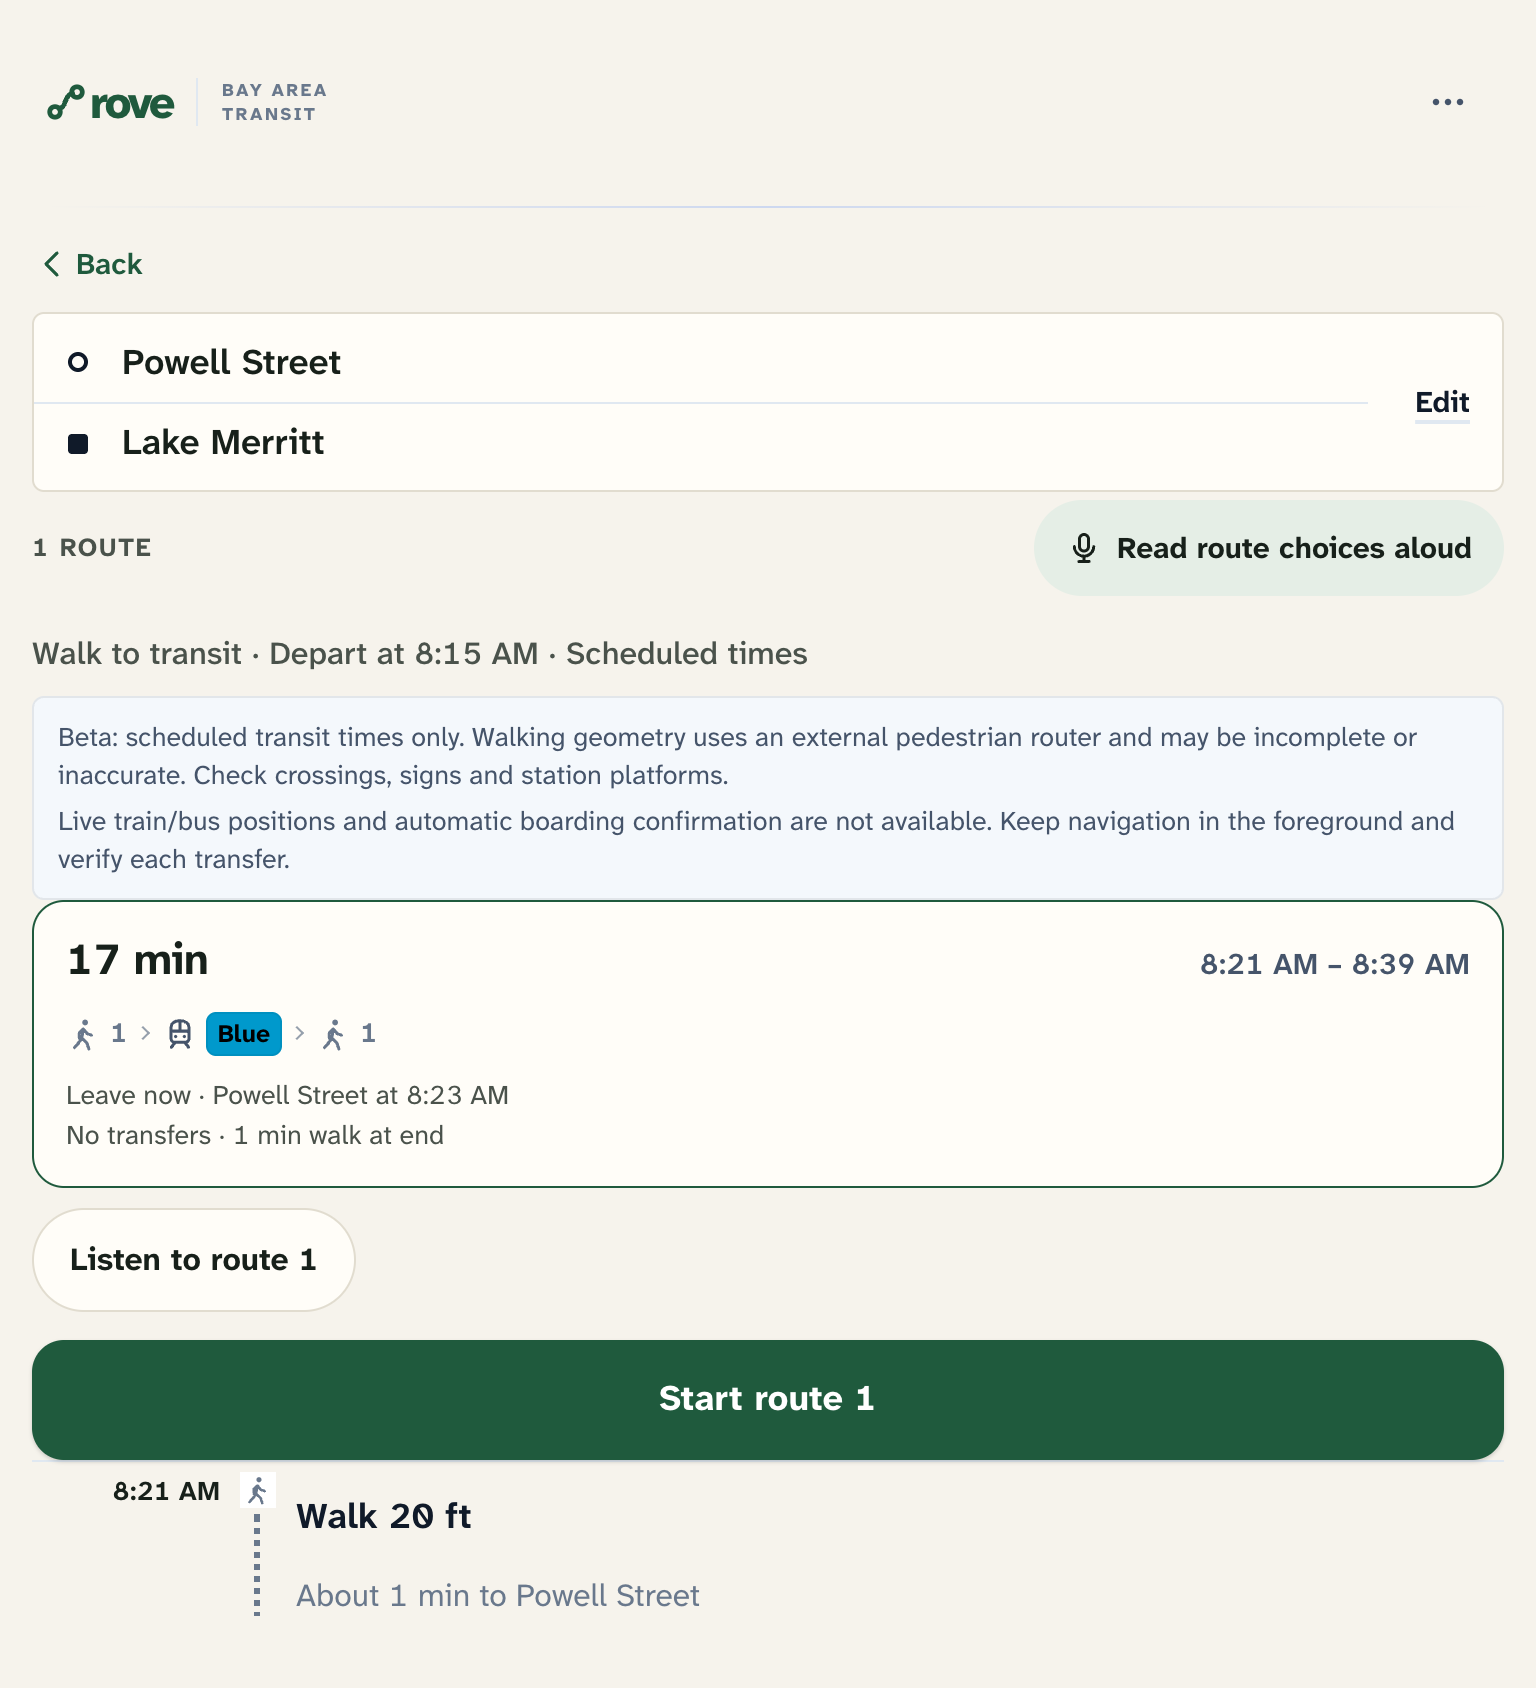 rove
BAY AREA
TRANSIT
Back
Powell Street
Edit
Lake Merritt
1 ROUTE
Read route choices aloud
Walk to transit · Depart at 8:15 AM · Scheduled times
Beta: scheduled transit times only. Walking geometry uses an external pedestrian router and may be incomplete or
inaccurate. Check crossings, signs and station platforms.
Live train/bus positions and automatic boarding confirmation are not available. Keep navigation in the foreground and
verify each transfer.
17 min
8:21 AM – 8:39 AM
1 Blue 1
Leave now · Powell Street at 8:23 AM
No transfers · 1 min walk at end
Listen to route 1
Start route 1
8:21 AM
Walk 20 ft
About 1 min to Powell Street